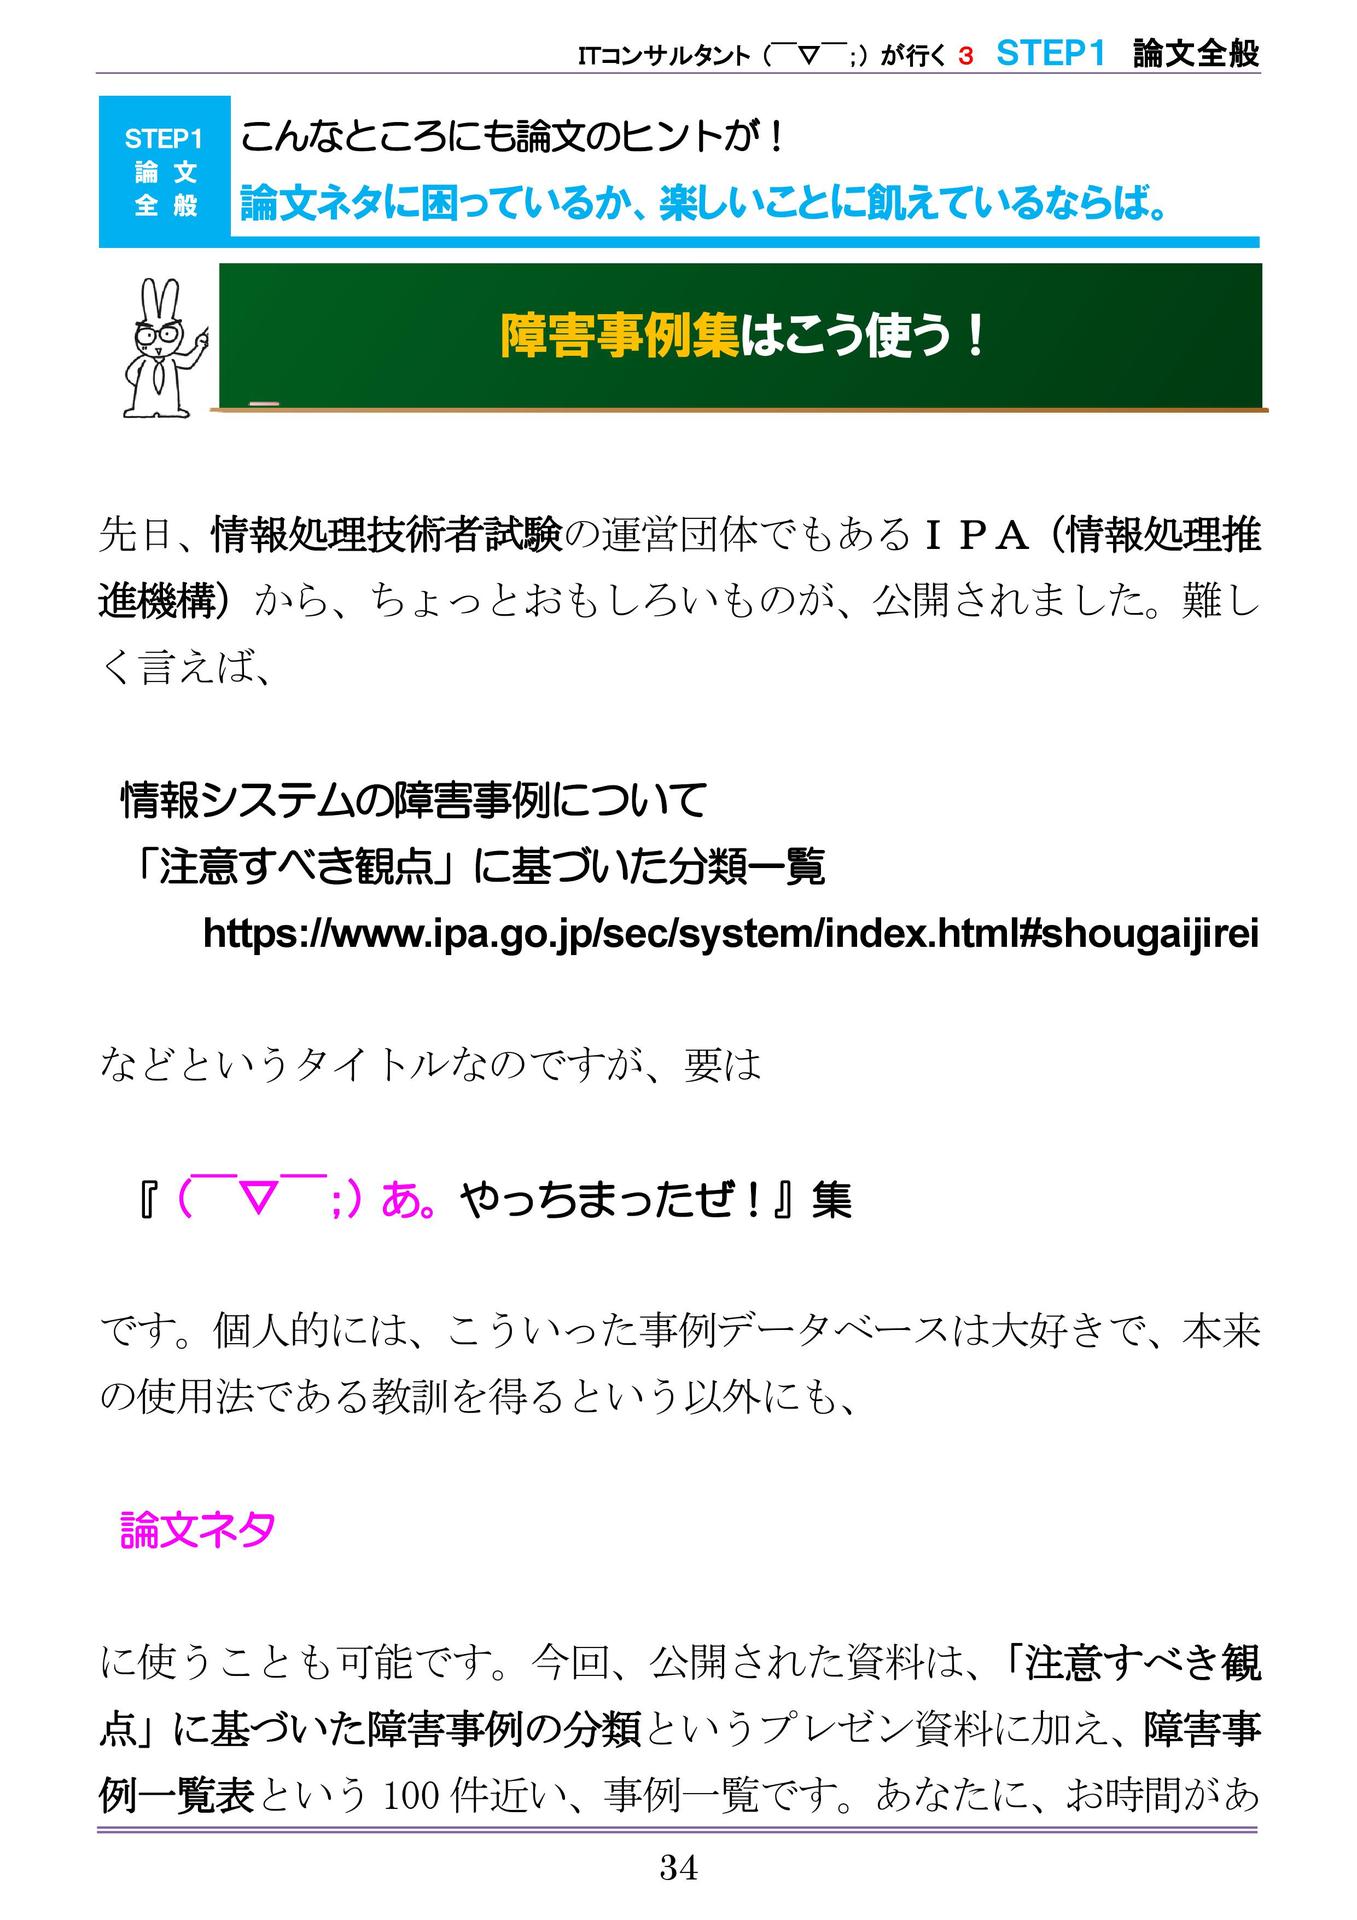 ITコンサルタント（￣▽￣;）が行く 3 STEP1 論文全般
STEP1
論文
全般
こんなところにも論文のヒントが！
論文ネタに困っているか、楽しいことに飢えているならば。
障害事例集はこう使う！
先日、情報処理技術者試験の運営団体でもあるＩＰＡ（情報処理推
進機構）から、ちょっとおもしろいものが、公開されました。難し
く言えば、
情報システムの障害事例について
「注意すべき観点」に基づいた分類一覧
https://www.ipa.go.jp/sec/system/index.html#shougaijirei
などというタイトルなのですが、要は
『（￣▽￣;）あ。やっちまったぜ！』集
です。個人的には、こういった事例データベースは大好きで、本来
の使用法である教訓を得るという以外にも、
論文ネタ
に使うことも可能です。今回、公開された資料は、「注意すべき観
点」に基づいた障害事例の分類というプレゼン資料に加え、障害事
例一覧表という 100 件近い、事例一覧です。あなたに、お時間があ
34